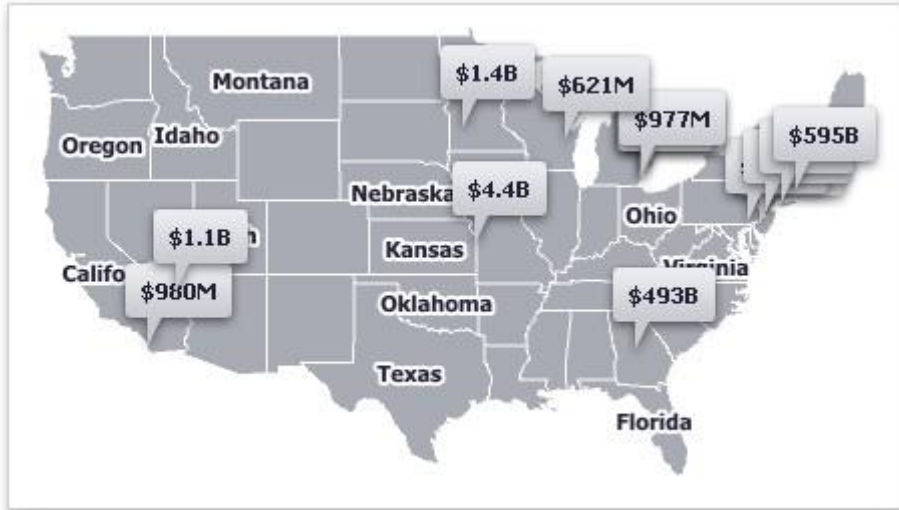 $1.4B
Montana
$621M
$977M
$595B
Oregon
Idaho
Nebraska
$4.4B
Ohio
$1.1B
Kansas
Virginia
$980M
Oklahoma
$493B
Texas
Florida